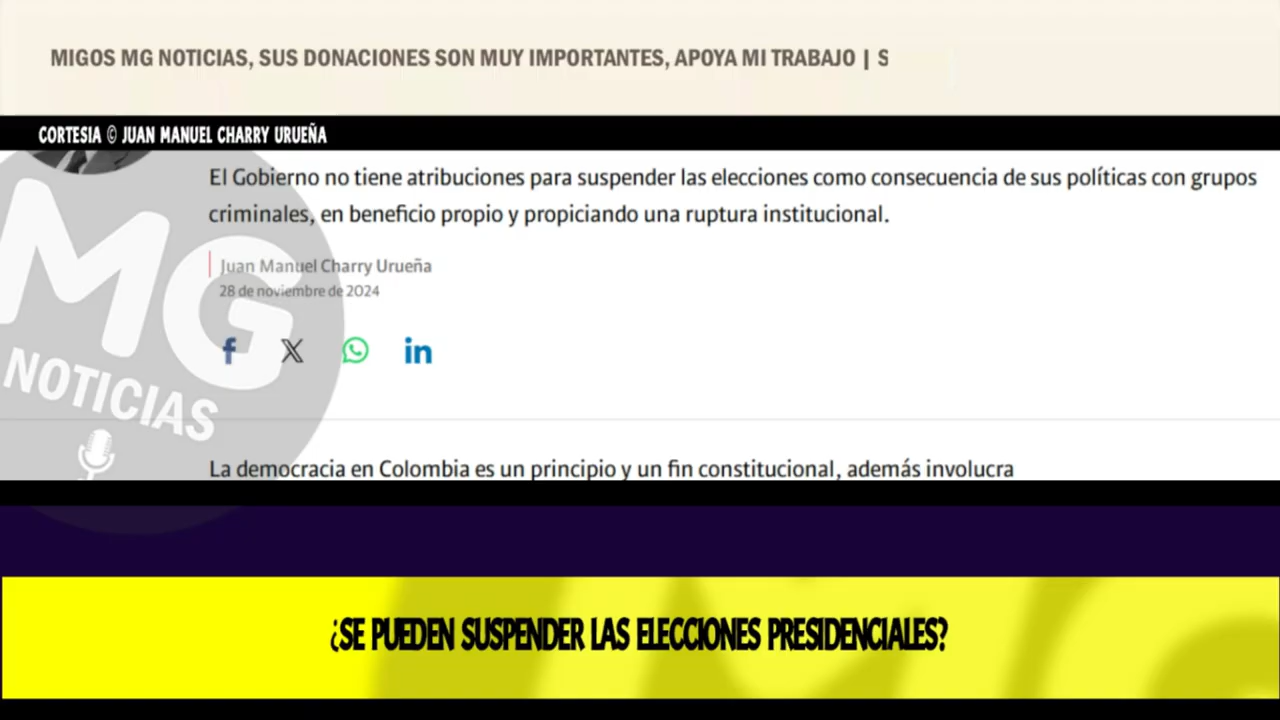 MIGOS MG NOTICIAS, SUS DONACIONES SON MUY IMPORTANTES, APOYA MI TRABAJO | S
CORTESIA © JUAN MANUEL CHARRY URUEÑA
El Gobierno no tiene atribuciones para suspender las elecciones como consecuencia de sus políticas con grupos
criminales, en beneficio propio y propiciando una ruptura institucional.
Juan Manuel Charry Urueña
28 de noviembre de 2024
MG
NOTICIAS
La democracia en Colombia es un principio y un fin constitucional, además involucra
¿SE PUEDEN SUSPENDER LAS ELECCIONES PRESIDENCIALES?